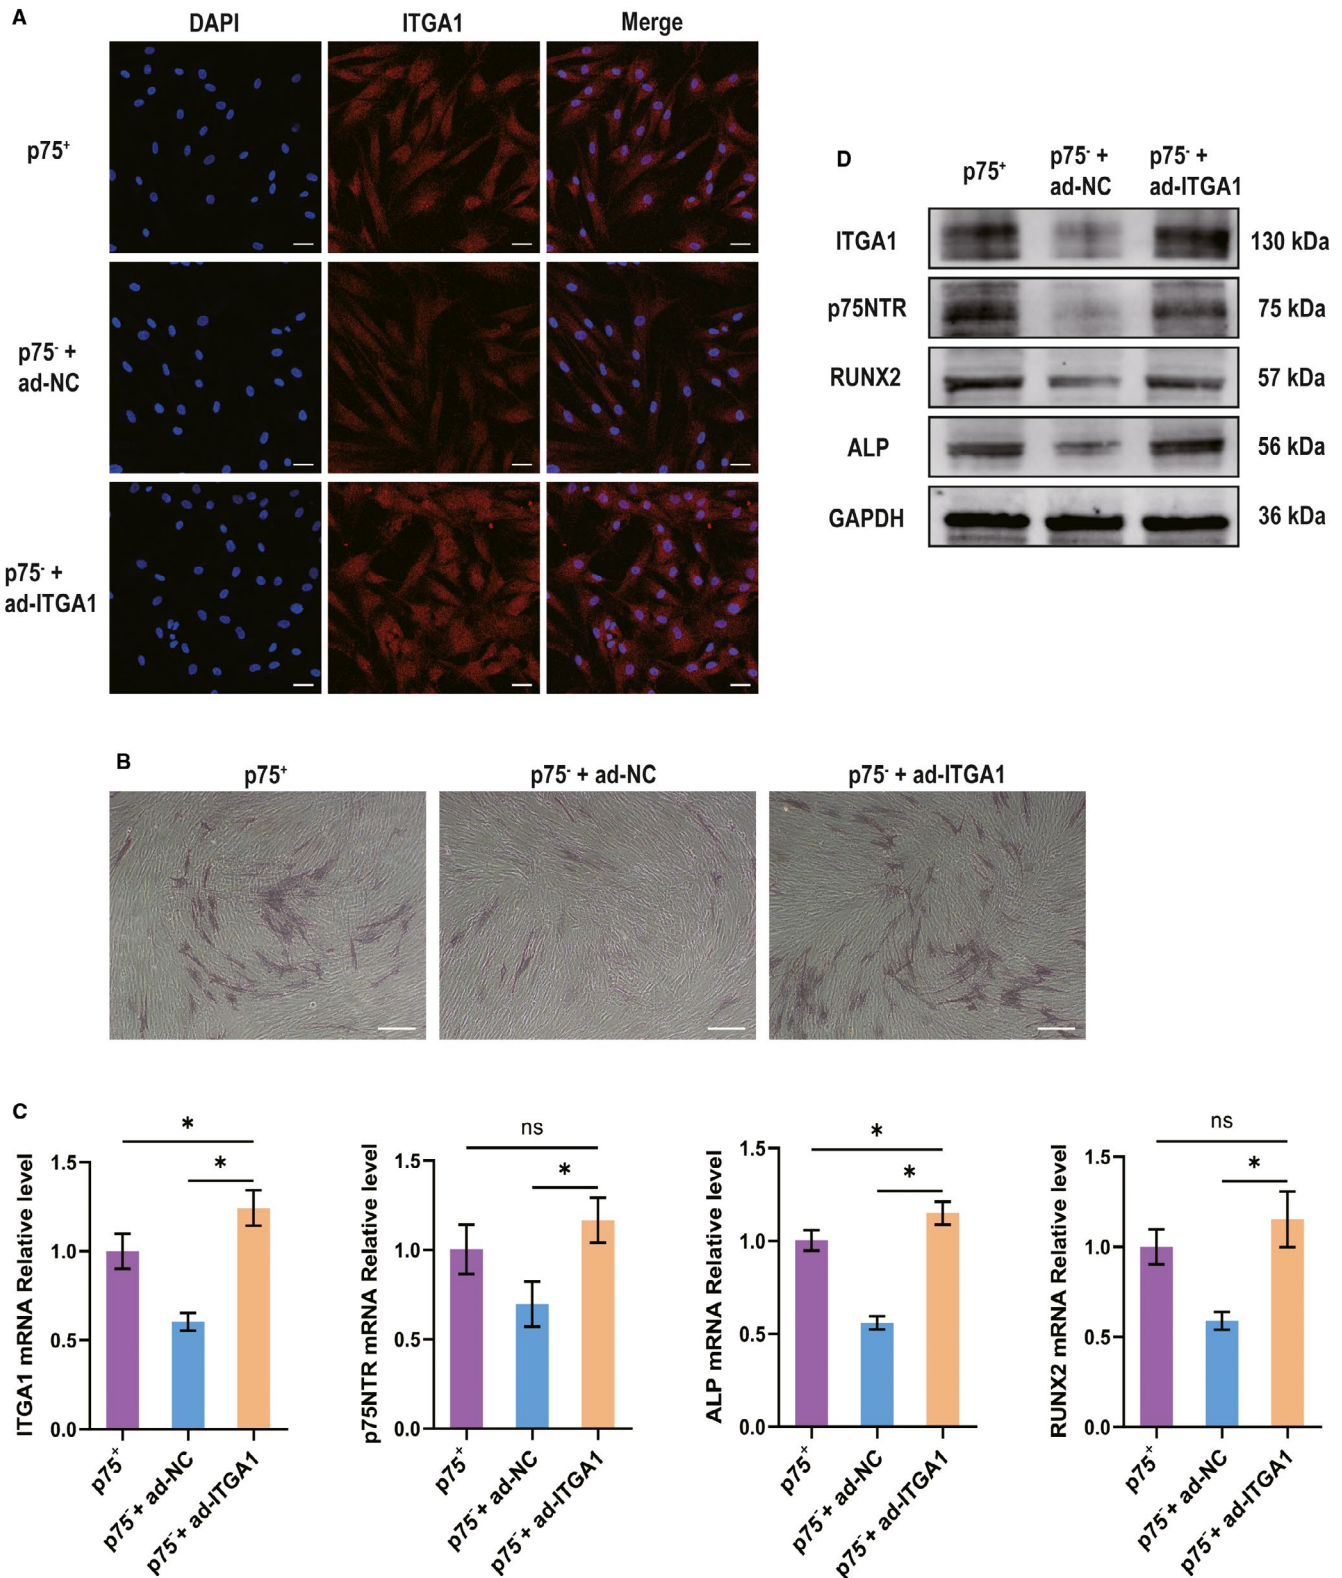 A
DAPI
ITGA1
Merge
p75⁺
p75⁻ +
ad-NC
p75⁻ +
ad-ITGA1
D
p75⁺
p75⁻ +
ad-NC
p75⁻ +
ad-ITGA1
ITGA1
130 kDa
p75NTR
75 kDa
RUNX2
57 kDa
ALP
56 kDa
GAPDH
36 kDa
B
p75⁺
p75⁻ + ad-NC
p75⁻ + ad-ITGA1
C
ITGA1 mRNA Relative level
1.5
1.0
0.5
0.0
*
*
p75⁺
p75⁻+ ad-NC
p75⁻+ ad-ITGA1
p75NTR mRNA Relative level
1.5
1.0
0.5
0.0
ns
*
p75⁺
p75⁻+ ad-NC
p75⁻+ ad-ITGA1
ALP mRNA Relative level
1.5
1.0
0.5
0.0
*
*
p75⁺
p75⁻+ ad-NC
p75⁻+ ad-ITGA1
RUNX2 mRNA Relative level
1.5
1.0
0.5
0.0
ns
*
p75⁺
p75⁻+ ad-NC
p75⁻+ ad-ITGA1